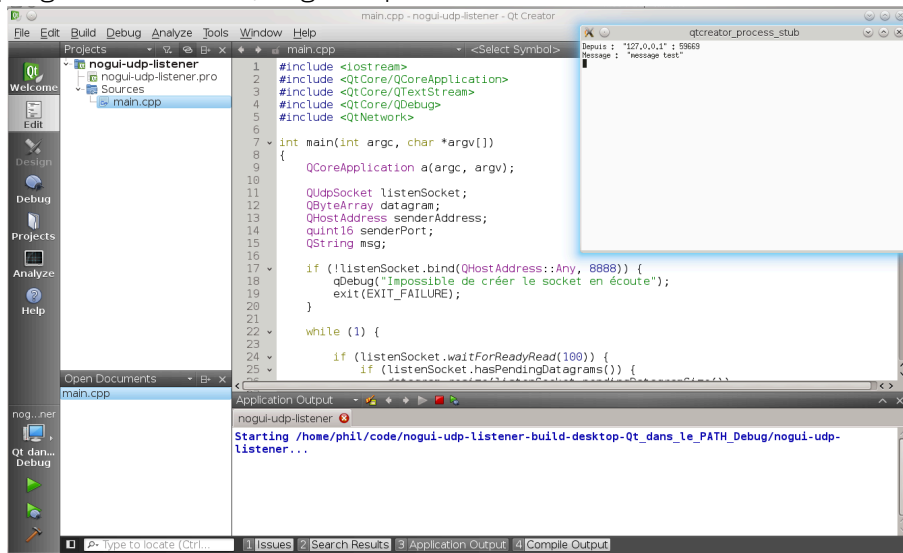 main.cpp - nogui-udp-listener - Qt Creator
File Edit Build Debug Analyze Tools Window Help
Projects
main.cpp
<Select Symbol>
Welcome
Edit
Design
Debug
Projects
Analyze
Help
nogui-udp-listener
nogui-udp-listener.pro
Sources
main.cpp
1 #include <iostream>
2 #include <QtCore/QCoreApplication>
3 #include <QtCore/QTextStream>
4 #include <QtCore/QDebug>
5 #include <QtNetwork>
6
7 int main(int argc, char *argv[])
8 {
9 QCoreApplication a(argc, argv);
10
11 QUdpSocket listenSocket;
12 QByteArray datagram;
13 QHostAddress senderAddress;
14 quint16 senderPort;
15 QString msg;
16
17 if (!listenSocket.bind(QHostAddress::Any, 8888)) {
18 qDebug("Impossible de créer le socket en écoute");
19 exit(EXIT_FAILURE);
20 }
21
22 while (1) {
23
24 if (listenSocket.waitForReadyRead(100)) {
25 if (listenSocket.hasPendingDatagrams()) {
qtcreator_process_stub
Depuis : "127.0.0.1" : 59669
Message : "message test"
Open Documents
main.cpp
Application Output
nogui-udp-listener
Starting /home/phil/code/nogui-udp-listener-build-desktop-Qt_dans_le_PATH_Debug/nogui-udp-
listener...
nog...ner
Qt dan...
Debug
Type to locate (Ctrl...
1 Issues 2 Search Results 3 Application Output 4 Compile Output